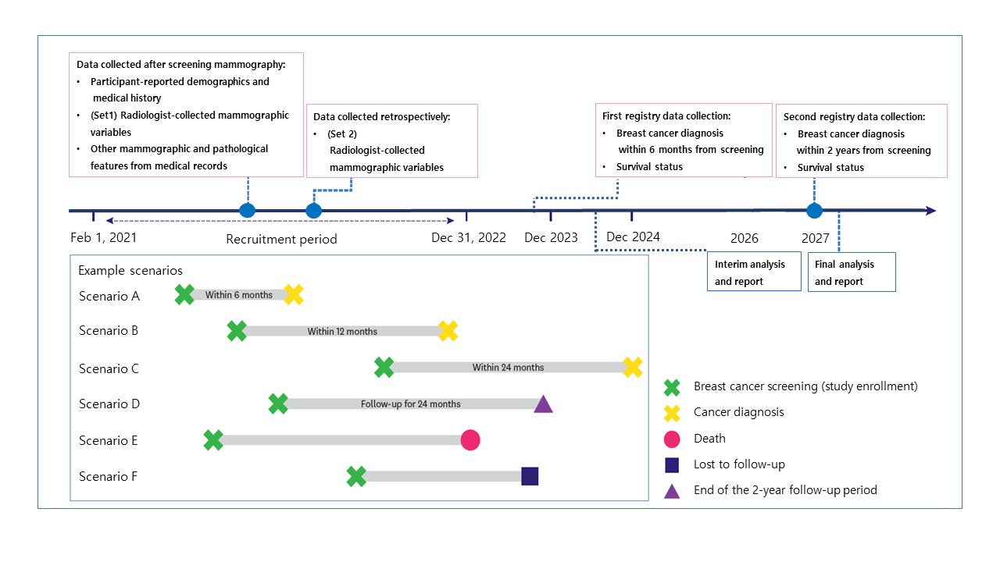 Data collected after screening mammography:
• Participant-reported demographics and
medical history
• (Set1) Radiologist-collected mammographic
variables
• Other mammographic and pathological
features from medical records
Data collected retrospectively:
• (Set 2)
Radiologist-collected
mammographic variables
First registry data collection:
• Breast cancer diagnosis
within 6 months from screening
• Survival status
Second registry data collection:
• Breast cancer diagnosis
within 2 years from screening
• Survival status
Feb 1, 2021
Recruitment period
Dec 31, 2022
Dec 2023
Dec 2024
2026
2027
Interim analysis
and report
Final analysis
and report
Example scenarios
Scenario A
Within 6 months
Scenario B
Within 12 months
Scenario C
Within 24 months
Scenario D
Follow-up for 24 months
Scenario E
Scenario F
Breast cancer screening (study enrollment)
Cancer diagnosis
Death
Lost to follow-up
End of the 2-year follow-up period